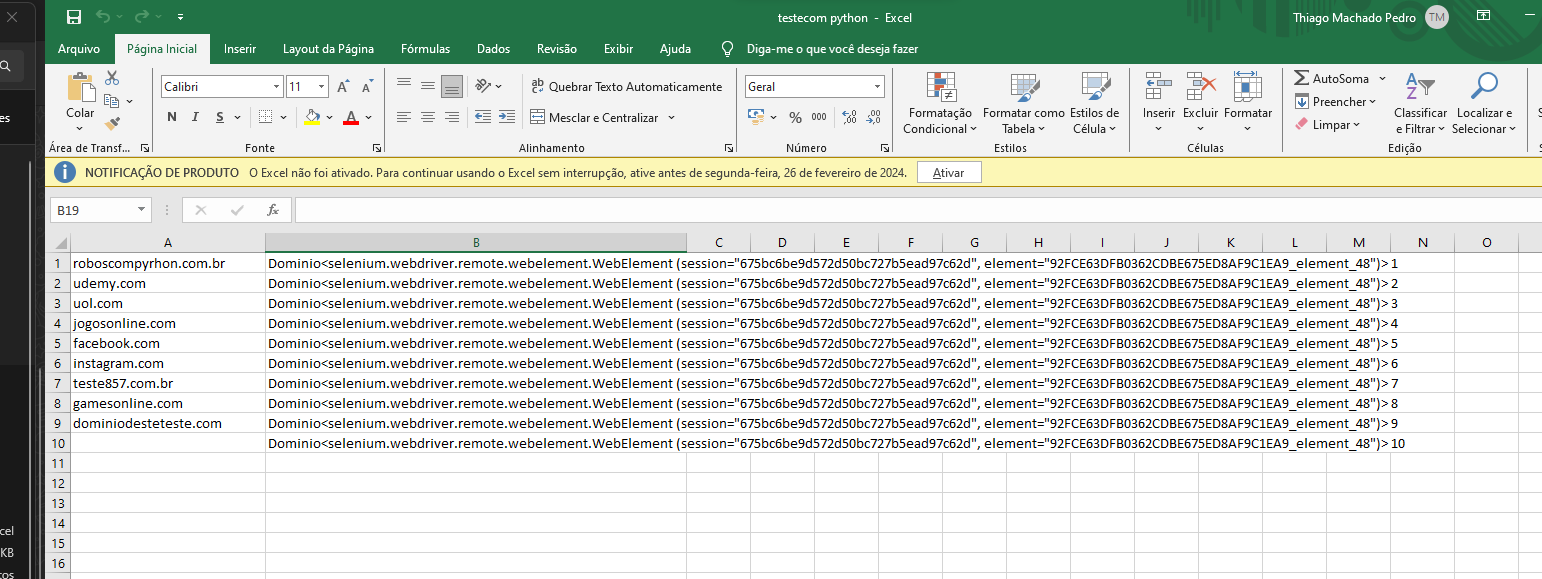 testecom python - Excel
Thiago Machado Pedro TM
Arquivo Página Inicial Inserir Layout da Página Fórmulas Dados Revisão Exibir Ajuda Diga-me o que você deseja fazer
Calibri 11 ab Quebrar Texto Automaticamente Geral AutoSoma
Colar N I S Mesclar e Centralizar % 000 Formatação Condicional Formatar como Tabela Estilos de Célula Inserir Excluir Formatar Preencher Limpar Classificar e Filtrar Localizar e Selecionar
Área de Transf... Fonte Alinhamento Número Estilos Células Edição
NOTIFICAÇÃO DE PRODUTO O Excel não foi ativado. Para continuar usando o Excel sem interrupção, ative antes de segunda-feira, 26 de fevereiro de 2024. Ativar
B19 fx
A B C D E F G H I J K L M N O
1 roboscompyrhon.com.br Dominio<selenium.webdriver.remote.webelement.WebElement (session="675bc6be9d572d50bc727b5ead97c62d", element="92FCE63DFB0362CDBE675ED8AF9C1EA9_element_48")> 1
2 udemy.com Dominio<selenium.webdriver.remote.webelement.WebElement (session="675bc6be9d572d50bc727b5ead97c62d", element="92FCE63DFB0362CDBE675ED8AF9C1EA9_element_48")> 2
3 uol.com Dominio<selenium.webdriver.remote.webelement.WebElement (session="675bc6be9d572d50bc727b5ead97c62d", element="92FCE63DFB0362CDBE675ED8AF9C1EA9_element_48")> 3
4 jogosonline.com Dominio<selenium.webdriver.remote.webelement.WebElement (session="675bc6be9d572d50bc727b5ead97c62d", element="92FCE63DFB0362CDBE675ED8AF9C1EA9_element_48")> 4
5 facebook.com Dominio<selenium.webdriver.remote.webelement.WebElement (session="675bc6be9d572d50bc727b5ead97c62d", element="92FCE63DFB0362CDBE675ED8AF9C1EA9_element_48")> 5
6 instagram.com Dominio<selenium.webdriver.remote.webelement.WebElement (session="675bc6be9d572d50bc727b5ead97c62d", element="92FCE63DFB0362CDBE675ED8AF9C1EA9_element_48")> 6
7 teste857.com.br Dominio<selenium.webdriver.remote.webelement.WebElement (session="675bc6be9d572d50bc727b5ead97c62d", element="92FCE63DFB0362CDBE675ED8AF9C1EA9_element_48")> 7
8 gamesonline.com Dominio<selenium.webdriver.remote.webelement.WebElement (session="675bc6be9d572d50bc727b5ead97c62d", element="92FCE63DFB0362CDBE675ED8AF9C1EA9_element_48")> 8
9 dominiodesteteste.com Dominio<selenium.webdriver.remote.webelement.WebElement (session="675bc6be9d572d50bc727b5ead97c62d", element="92FCE63DFB0362CDBE675ED8AF9C1EA9_element_48")> 9
10 Dominio<selenium.webdriver.remote.webelement.WebElement (session="675bc6be9d572d50bc727b5ead97c62d", element="92FCE63DFB0362CDBE675ED8AF9C1EA9_element_48")> 10
11
12
13
14
15
16